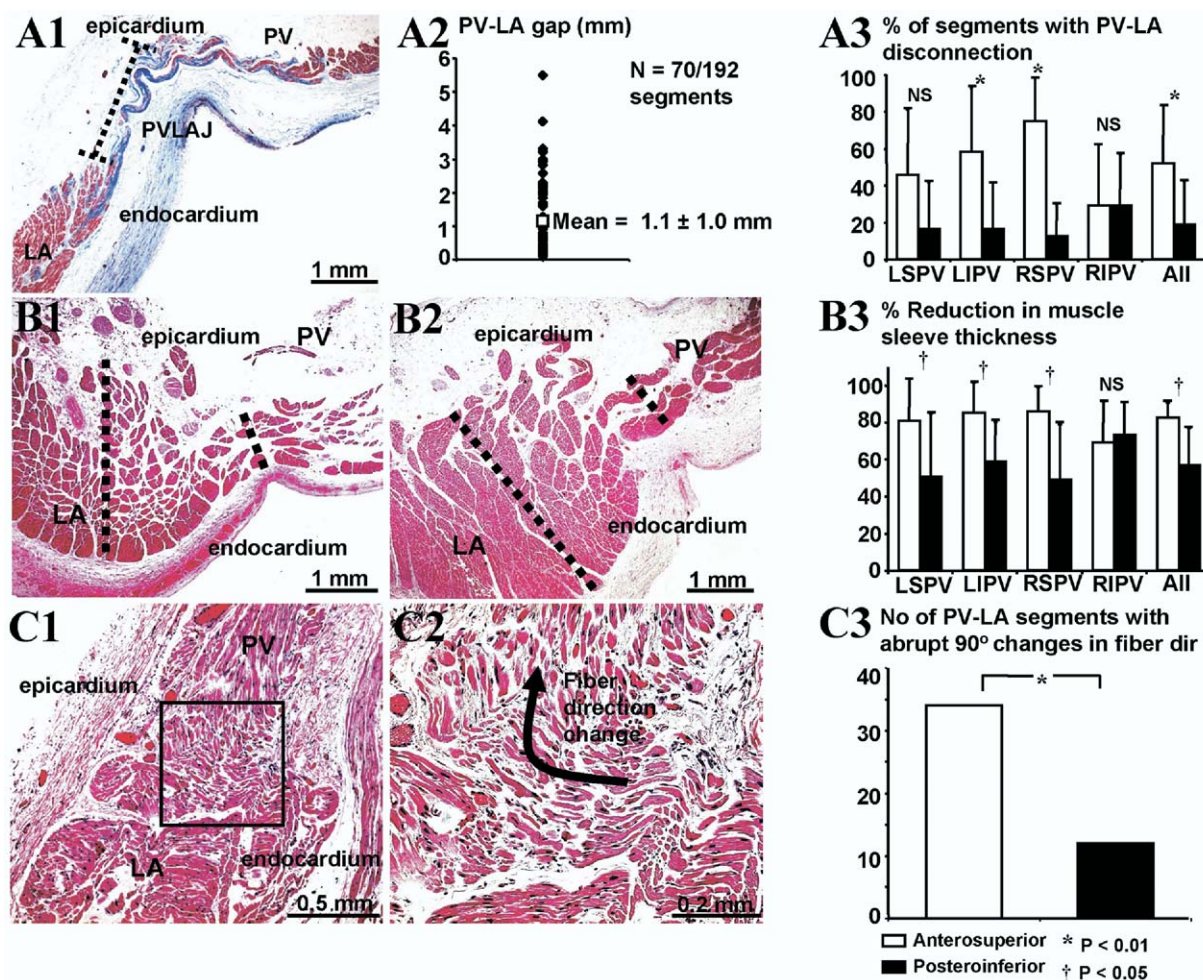 A1
epicardium
PV
PVLAJ
endocardium
LA
1 mm
A2
PV-LA gap (mm)
6
5
4
3
2
1
0
N = 70/192
segments
Mean = 1.1 ± 1.0 mm
A3
% of segments with PV-LA
disconnection
100
80
60
40
20
0
NS
*
*
NS
*
LSPV LIPV RSPV RIPV All
B1
epicardium
PV
LA
endocardium
1 mm
B2
epicardium
PV
LA
endocardium
1 mm
B3
% Reduction in muscle
sleeve thickness
100
80
60
40
20
0
†
†
†
NS
†
LSPV LIPV RSPV RIPV All
C1
PV
epicardium
LA
endocardium
0.5 mm
C2
Fiber
direction
change
0.2 mm
C3
No of PV-LA segments with
abrupt 90º changes in fiber dir
40
30
20
10
0
*
Anterosuperior * P < 0.01
Posteroinferior † P < 0.05